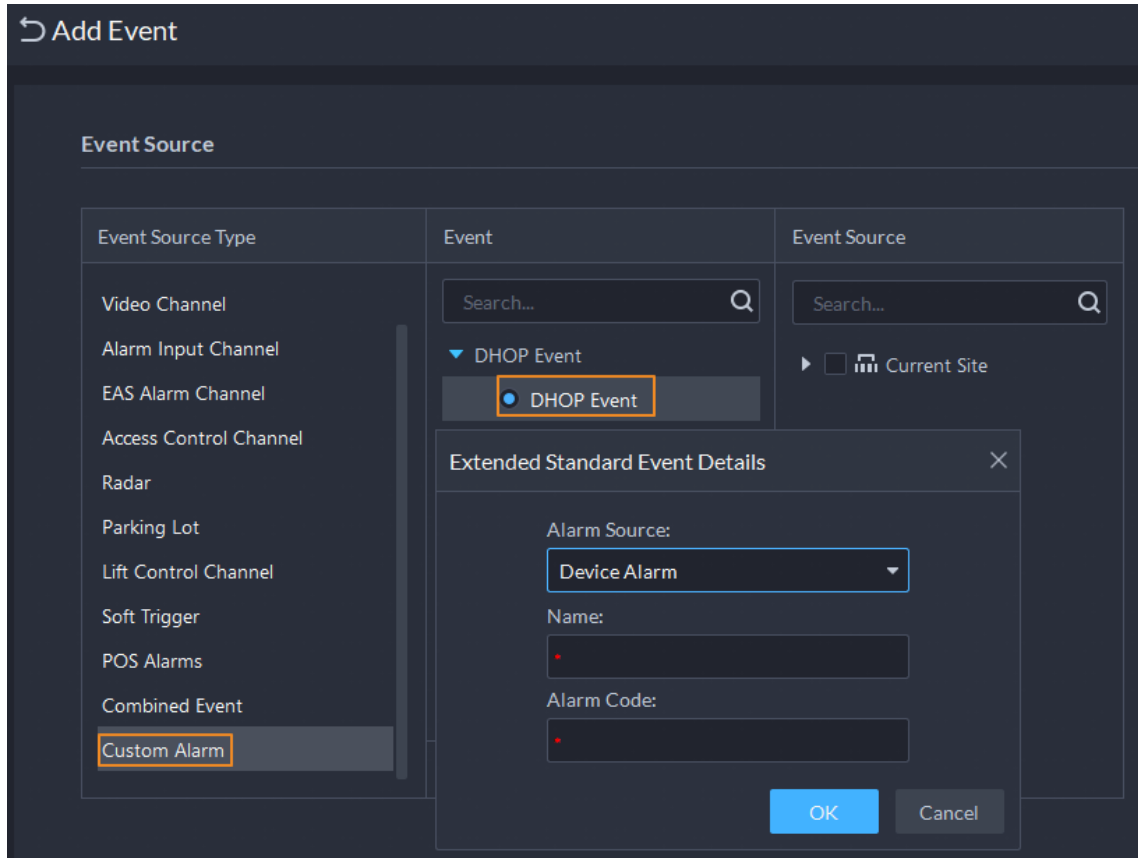 Add Event
Event Source
Event Source Type
Event
Event Source
Video Channel
Alarm Input Channel
EAS Alarm Channel
Access Control Channel
Radar
Parking Lot
Lift Control Channel
Soft Trigger
POS Alarms
Combined Event
Custom Alarm
Search...
DHOP Event
DHOP Event
Search...
Current Site
Extended Standard Event Details
Alarm Source:
Device Alarm
Name:
*
Alarm Code:
*
OK
Cancel